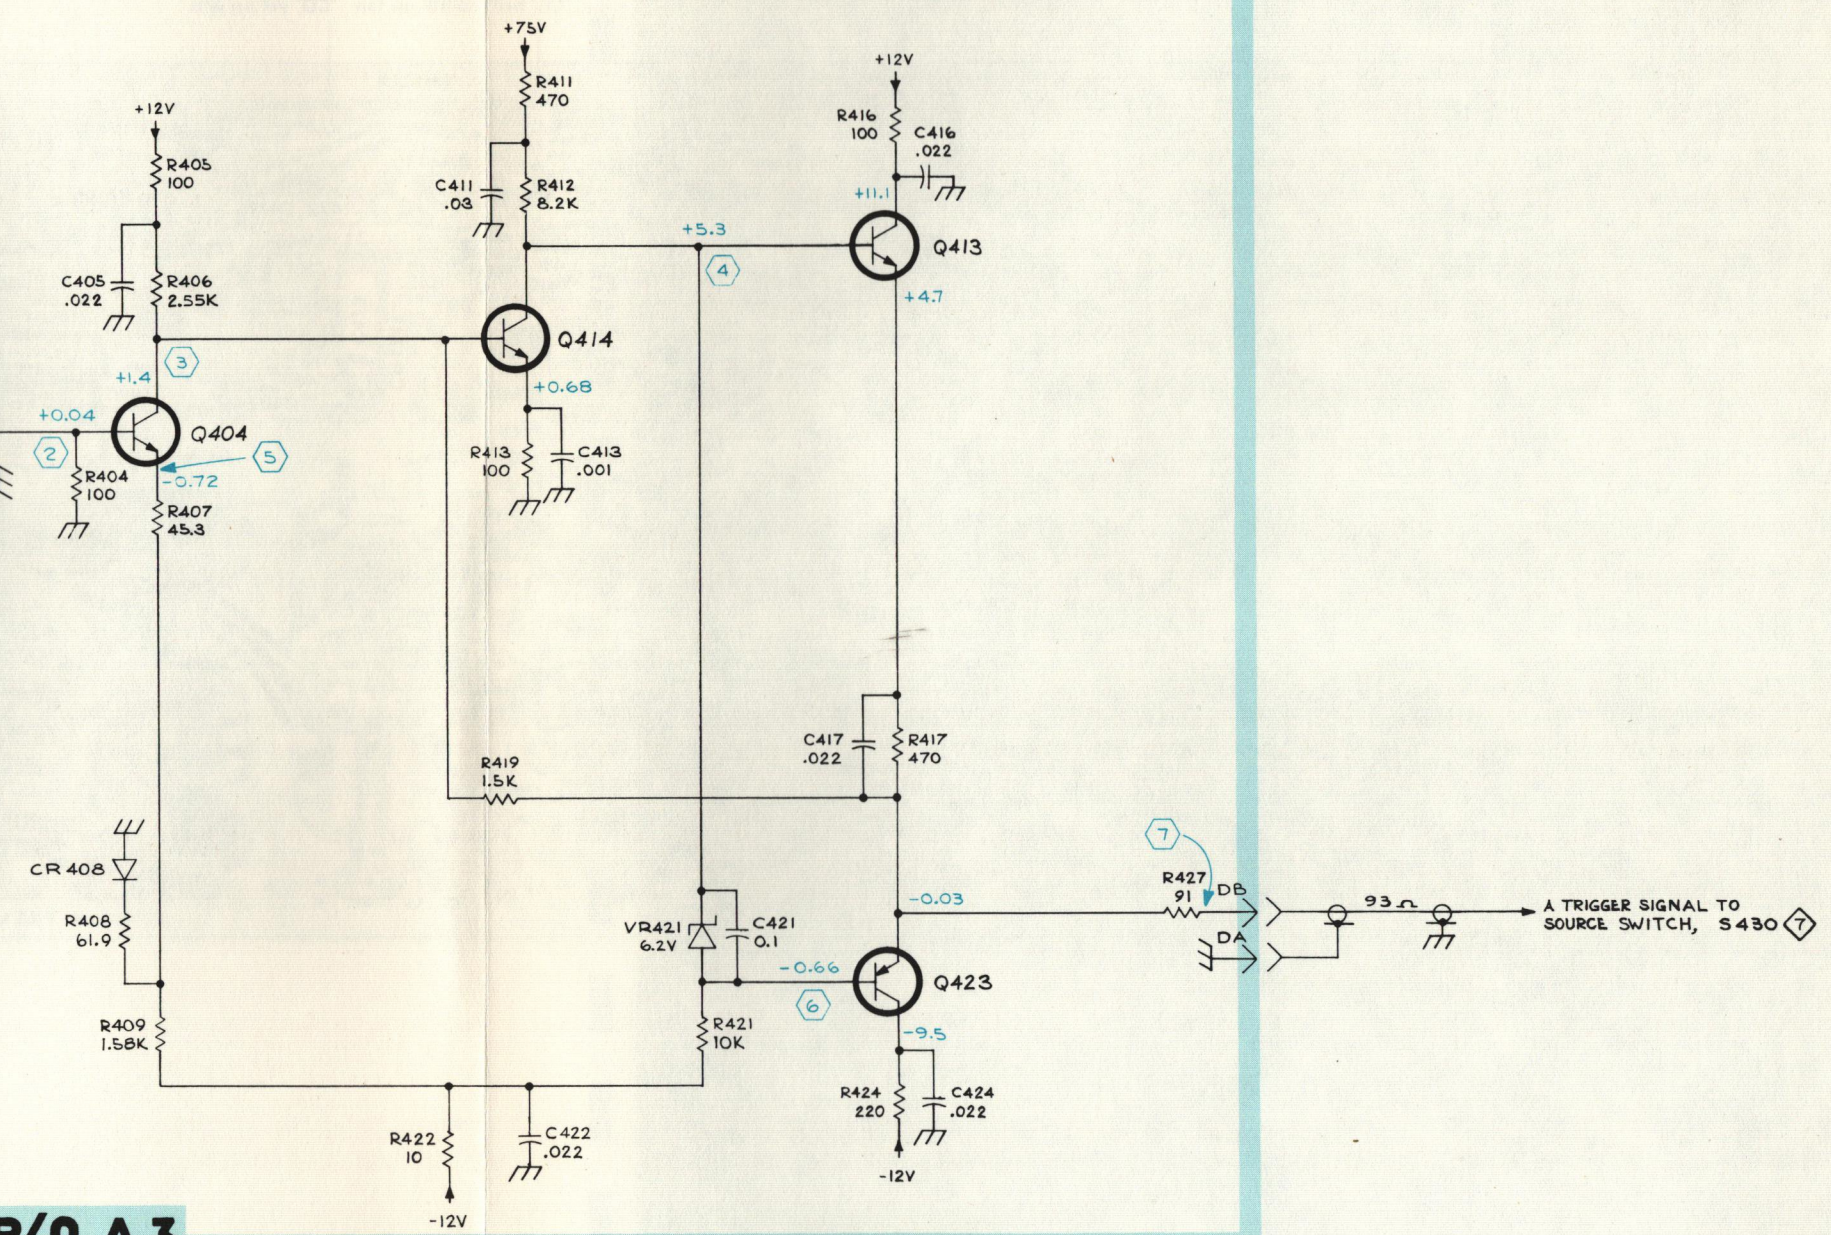 +75V
R411
470
+12V
R416
100
C416
.022
+12V
R405
100
C411
.03
R412
8.2K
+11.1
+5.3
4
Q413
+4.7
C405
.022
R406
2.55K
3
Q414
+1.4
+0.68
+0.04
2
Q404
5
-0.72
R404
100
R407
45.3
R413
100
C413
.001
C417
.022
R417
470
R419
1.5K
7
CR408
R408
61.9
VR421
6.2V
C421
0.1
-0.03
R427
91
DB
DA
93Ω
A TRIGGER SIGNAL TO
SOURCE SWITCH, S430 7
-0.66
6
Q423
-9.5
R409
1.58K
R421
10K
R424
220
C424
.022
-12V
R422
10
C422
.022
-12V
P/O A3